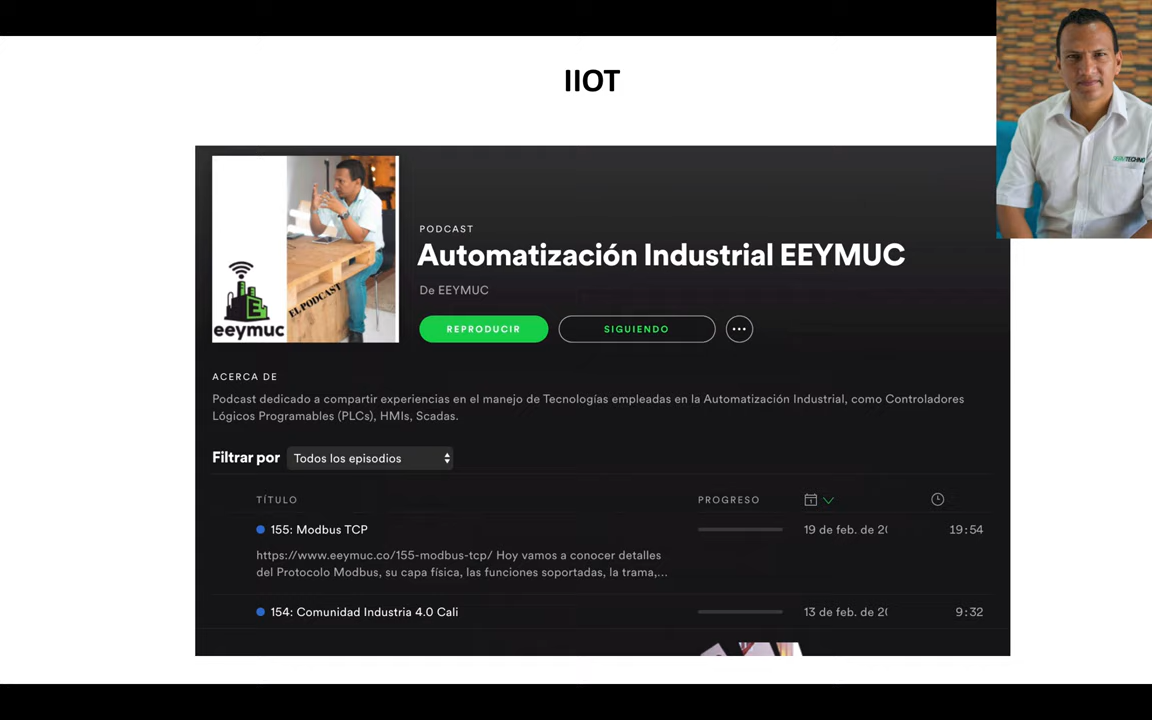 IIOT
PODCAST
Automatización Industrial EEYMUC
De EEYMUC
eeymuc
EL PODCAST
REPRODUCIR
SIGUIENDO
ACERCA DE
Podcast dedicado a compartir experiencias en el manejo de Tecnologías empleadas en la Automatización Industrial, como Controladores
Lógicos Programables (PLCs), HMIs, Scadas.
Filtrar por Todos los episodios
TÍTULO PROGRESO
155: Modbus TCP 19 de feb. de 19:54
https://www.eeymuc.co/155-modbus-tcp/ Hoy vamos a conocer detalles
del Protocolo Modbus, su capa física, las funciones soportadas, la trama,...
154: Comunidad Industria 4.0 Cali 13 de feb. de 9:32